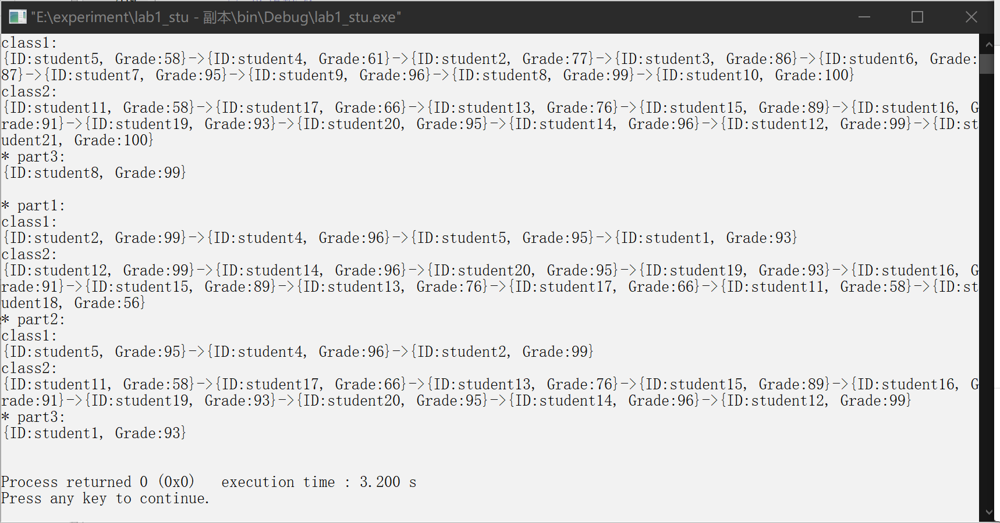 "E:\experiment\lab1_stu - 副本\bin\Debug\lab1_stu.exe"
class1:
{ID:student5, Grade:58}->{ID:student4, Grade:61}->{ID:student2, Grade:77}->{ID:student3, Grade:86}->{ID:student6, Grade:
87}->{ID:student7, Grade:95}->{ID:student9, Grade:96}->{ID:student8, Grade:99}->{ID:student10, Grade:100}
class2:
{ID:student11, Grade:58}->{ID:student17, Grade:66}->{ID:student13, Grade:76}->{ID:student15, Grade:89}->{ID:student16, G
rade:91}->{ID:student19, Grade:93}->{ID:student20, Grade:95}->{ID:student14, Grade:96}->{ID:student12, Grade:99}->{ID:st
udent21, Grade:100}
* part3:
{ID:student8, Grade:99}
* part1:
class1:
{ID:student2, Grade:99}->{ID:student4, Grade:96}->{ID:student5, Grade:95}->{ID:student1, Grade:93}
class2:
{ID:student12, Grade:99}->{ID:student14, Grade:96}->{ID:student20, Grade:95}->{ID:student19, Grade:93}->{ID:student16, G
rade:91}->{ID:student15, Grade:89}->{ID:student13, Grade:76}->{ID:student17, Grade:66}->{ID:student11, Grade:58}->{ID:st
udent18, Grade:56}
* part2:
class1:
{ID:student5, Grade:95}->{ID:student4, Grade:96}->{ID:student2, Grade:99}
class2:
{ID:student11, Grade:58}->{ID:student17, Grade:66}->{ID:student13, Grade:76}->{ID:student15, Grade:89}->{ID:student16, G
rade:91}->{ID:student19, Grade:93}->{ID:student20, Grade:95}->{ID:student14, Grade:96}->{ID:student12, Grade:99}
* part3:
{ID:student1, Grade:93}
Process returned 0 (0x0)   execution time : 3.200 s
Press any key to continue.